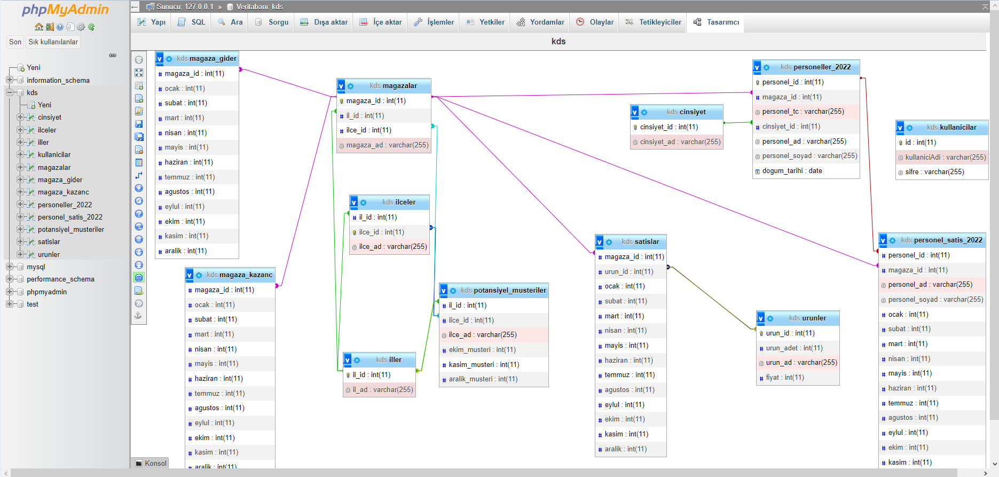 phpMyAdmin
Son
Sık kullanılanlar
Yeni
information_schema
kds
Yeni
cinsiyet
ilceler
iller
kullanicilar
magazalar
magaza_gider
magaza_kazanc
personeller_2022
personel_satis_2022
potansiyel_musteriler
satislar
urunler
mysql
performance_schema
phpmyadmin
test
Sunucu: 127.0.0.1 » Veritabanı: kds
Yapı SQL Ara Sorgu Dışa aktar İçe aktar İşlemler Yetkiler Yordamlar Olaylar Tetikleyiciler Tasarımcı
kds
v kds magaza_gider
magaza_id : int(11)
ocak : int(11)
subat : int(11)
mart : int(11)
nisan : int(11)
mayis : int(11)
haziran : int(11)
temmuz : int(11)
agustos : int(11)
eylul : int(11)
ekim : int(11)
kasim : int(11)
aralik : int(11)
v kds magaza_kazanc
magaza_id : int(11)
ocak : int(11)
subat : int(11)
mart : int(11)
nisan : int(11)
mayis : int(11)
haziran : int(11)
temmuz : int(11)
agustos : int(11)
eylul : int(11)
ekim : int(11)
kasim : int(11)
aralik : int(11)
v kds magazalar
magaza_id : int(11)
il_id : int(11)
ilce_id : int(11)
magaza_ad : varchar(255)
v kds ilceler
il_id : int(11)
ilce_id : int(11)
ilce_ad : varchar(255)
v kds iller
il_id : int(11)
il_ad : varchar(255)
v kds potansiyel_musteriler
il_id : int(11)
ilce_id : int(11)
ilce_ad : varchar(255)
ekim_musteri : int(11)
kasim_musteri : int(11)
aralik_musteri : int(11)
v kds cinsiyet
cinsiyet_id : int(11)
cinsiyet_ad : varchar(255)
v kds satislar
magaza_id : int(11)
urun_id : int(11)
ocak : int(11)
subat : int(11)
mart : int(11)
nisan : int(11)
mayis : int(11)
haziran : int(11)
temmuz : int(11)
agustos : int(11)
eylul : int(11)
ekim : int(11)
kasim : int(11)
aralik : int(11)
v kds personeller_2022
personel_id : int(11)
magaza_id : int(11)
personel_tc : varchar(255)
cinsiyet_id : int(11)
personel_ad : varchar(255)
personel_soyad : varchar(255)
dogum_tarihi : date
v kds urunler
urun_id : int(11)
urun_adet : int(11)
urun_ad : varchar(255)
fiyat : int(11)
v kds kullanicilar
id : int(11)
kullaniciAdi : varchar(255)
sifre : varchar(255)
v kds personel_satis_2022
personel_id : int(11)
magaza_id : int(11)
personel_ad : varchar(255)
personel_soyad : varchar(255)
ocak : int(11)
subat : int(11)
mart : int(11)
nisan : int(11)
mayis : int(11)
haziran : int(11)
temmuz : int(11)
agustos : int(11)
eylul : int(11)
ekim : int(11)
kasim : int(11)
Konsol